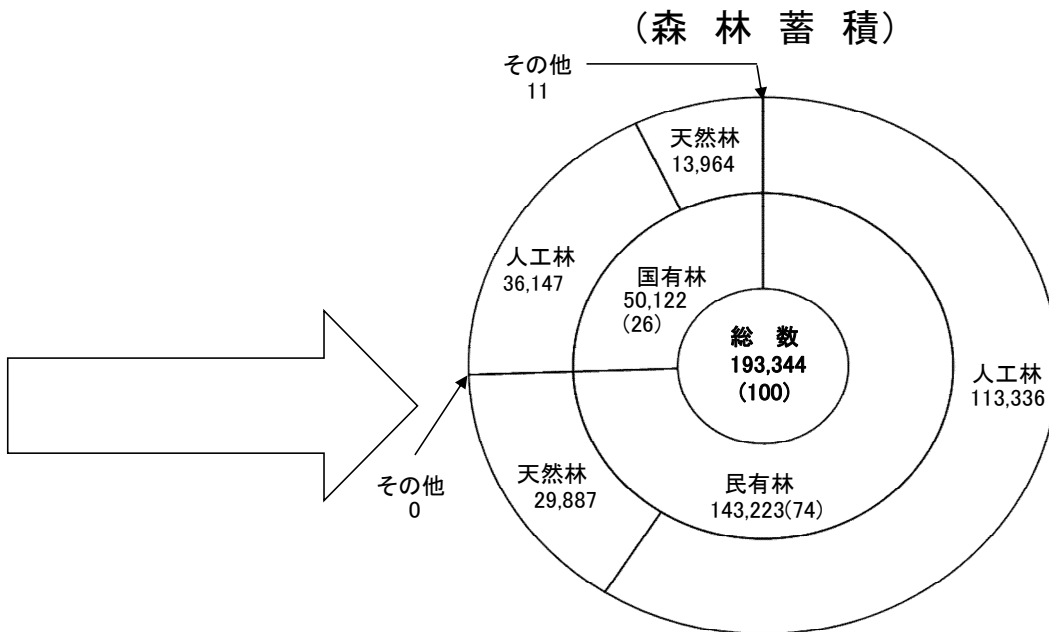 (森 林 蓄 積)
その他
11
天然林
13,964
人工林
36,147
国有林
50,122
(26)
総 数
193,344
(100)
人工林
113,336
その他
0
天然林
29,887
民有林
143,223(74)